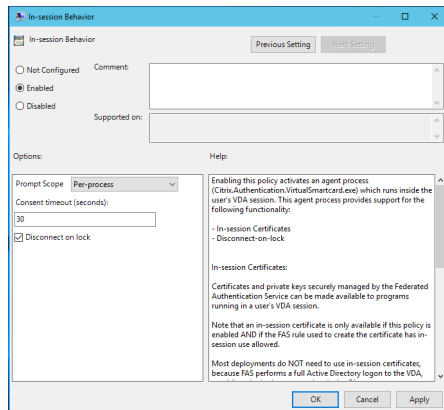 In-session Behavior
In-session Behavior
Previous Setting
Next Setting
Not Configured
Comment:
Enabled
Disabled
Supported on:
Options:
Help:
Prompt Scope Per-process
Consent timeout (seconds):
30
Disconnect on lock
Enabling this policy activates an agent process
(Citrix.Authentication.VirtualSmartcard.exe) which runs inside the
user's VDA session. This agent process provides support for the
following functionality:
- In-session Certificates
- Disconnect-on-lock
In-session Certificates:
Certificates and private keys securely managed by the Federated
Authentication Service can be made available to programs
running in a user's VDA session.
Note that an in-session certificate is only available if this policy is
enabled AND if the FAS rule used to create the certificate has in-
session use allowed.
Most deployments do NOT need to use in-session certificates,
because FAS performs a full Active Directory logon to the VDA,
OK
Cancel
Apply